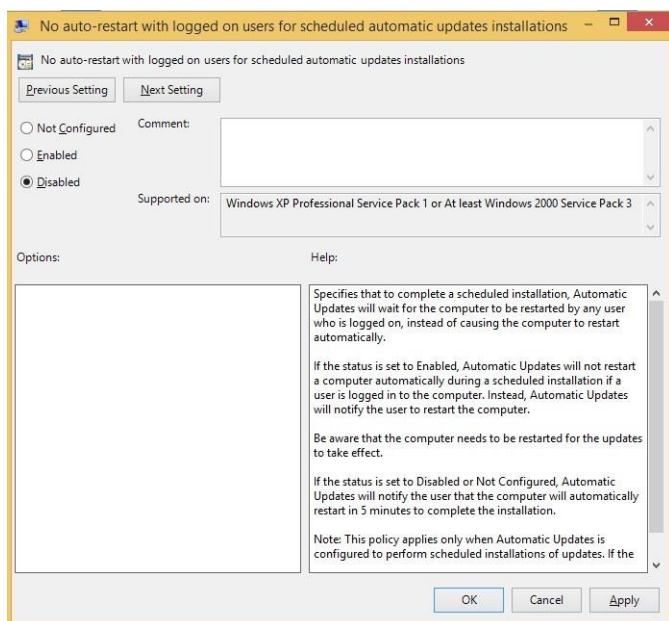 No auto-restart with logged on users for scheduled automatic updates installations
No auto-restart with logged on users for scheduled automatic updates installations
Previous Setting Next Setting
Not Configured
Enabled
Disabled
Comment:
Supported on:
Windows XP Professional Service Pack 1 or At least Windows 2000 Service Pack 3
Options:
Help:
Specifies that to complete a scheduled installation, Automatic
Updates will wait for the computer to be restarted by any user
who is logged on, instead of causing the computer to restart
automatically.
If the status is set to Enabled, Automatic Updates will not restart
a computer automatically during a scheduled installation if a
user is logged in to the computer. Instead, Automatic Updates
will notify the user to restart the computer.
Be aware that the computer needs to be restarted for the updates
to take effect.
If the status is set to Disabled or Not Configured, Automatic
Updates will notify the user that the computer will automatically
restart in 5 minutes to complete the installation.
Note: This policy applies only when Automatic Updates is
configured to perform scheduled installations of updates. If the
OK Cancel Apply